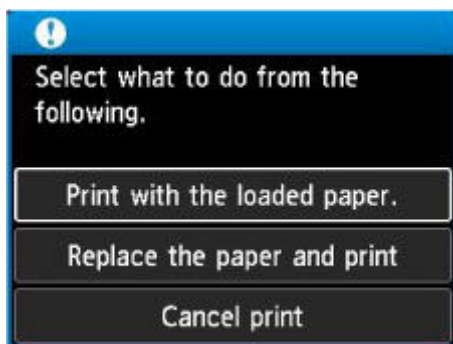 Select what to do from the
following.
Print with the loaded paper.
Replace the paper and print
Cancel print